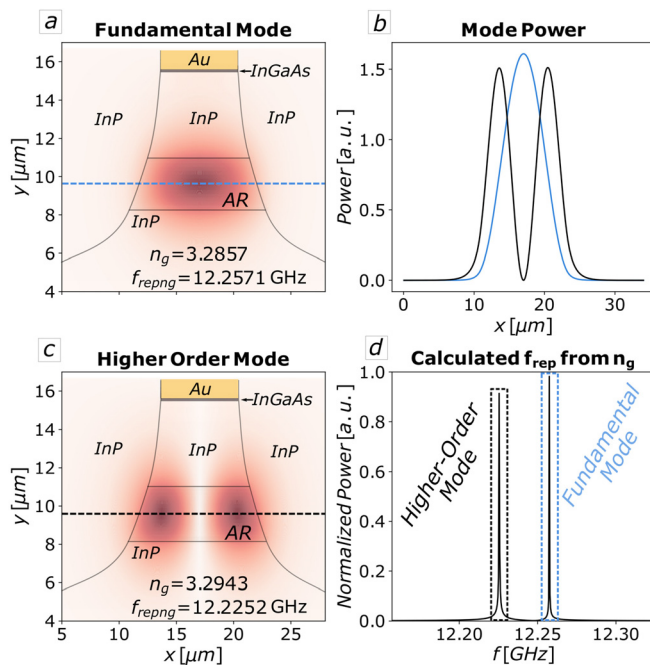 a
Fundamental Mode
16
14
12
10
8
6
4
y [μm]
Au
InGaAs
InP
InP
InP
AR
InP
n_g=3.2857
f_repng=12.2571 GHz
b
Mode Power
1.5
1.0
0.5
0.0
Power [a. u.]
0
10
20
30
x [μm]
c
Higher Order Mode
16
14
12
10
8
6
4
y [μm]
Au
InGaAs
InP
InP
InP
AR
InP
n_g=3.2943
f_repng=12.2252 GHz
5
10
15
20
25
x [μm]
d
Calculated f_rep from n_g
1.0
0.8
0.6
0.4
0.2
0.0
Normalized Power [a. u.]
Higher-Order
Mode
Fundamental
Mode
12.20
12.25
12.30
f [GHz]